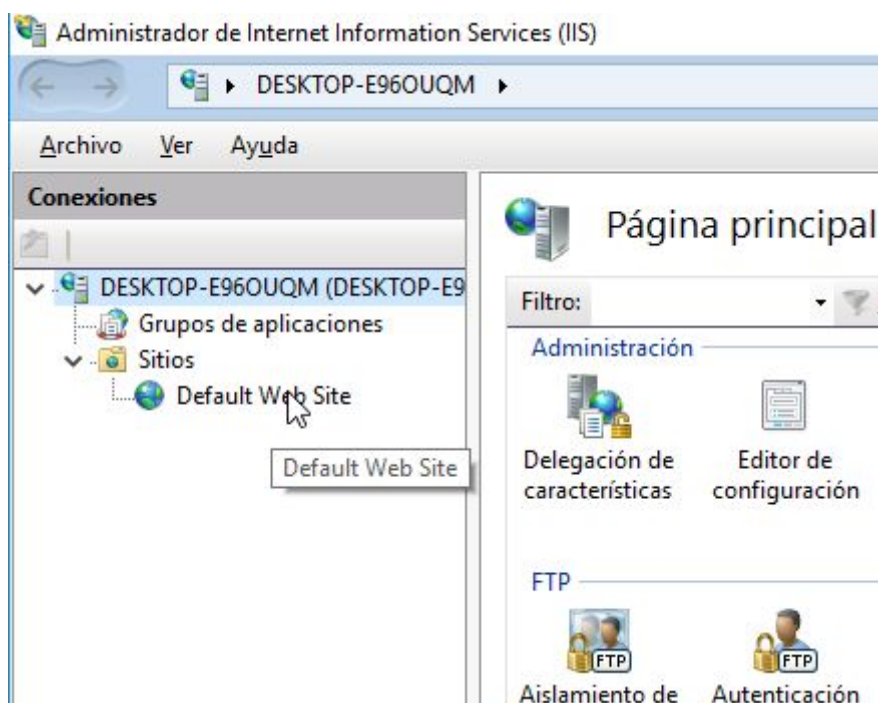 Administrador de Internet Information Services (IIS)
DESKTOP-E96OUQM
Archivo Ver Ayuda
Conexiones
DESKTOP-E96OUQM (DESKTOP-E9
Grupos de aplicaciones
Sitios
Default Web Site
Default Web Site
Página principal
Filtro:
Administración
Delegación de características
Editor de configuración
FTP
FTP
FTP
Aislamiento de
Autenticación